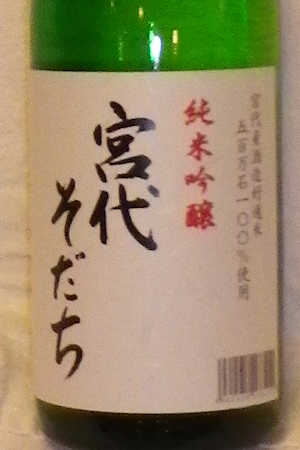 宮代産酒造好適米
五百万石一〇〇%使用
純米吟醸
宮代
そだち